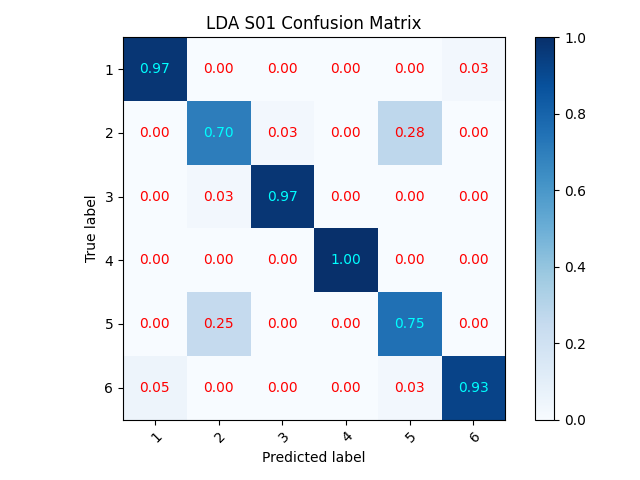 LDA S01 Confusion Matrix
1 0.97 0.00 0.00 0.00 0.00 0.03
2 0.00 0.70 0.03 0.00 0.28 0.00
3 0.00 0.03 0.97 0.00 0.00 0.00
4 0.00 0.00 0.00 1.00 0.00 0.00
5 0.00 0.25 0.00 0.00 0.75 0.00
6 0.05 0.00 0.00 0.00 0.03 0.93
True label
1 2 3 4 5 6
Predicted label
1.0
0.8
0.6
0.4
0.2
0.0